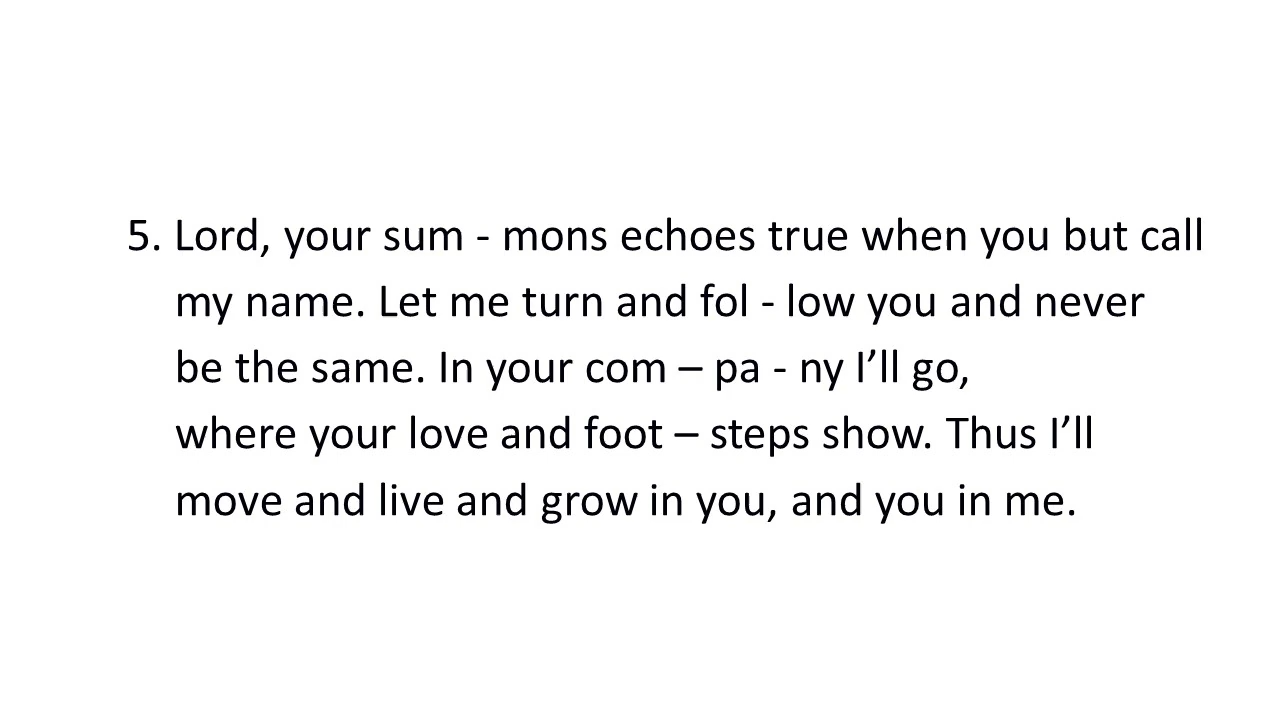 5. Lord, your sum - mons echoes true when you but call
my name. Let me turn and fol - low you and never
be the same. In your com – pa - ny I’ll go,
where your love and foot – steps show. Thus I’ll
move and live and grow in you, and you in me.